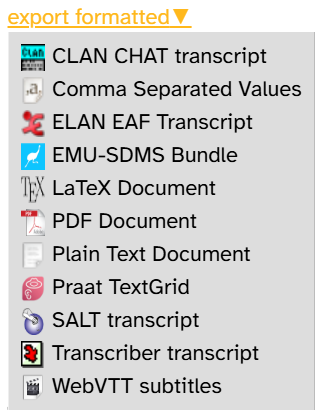 export formatted▼
CLAN CHAT transcript
Comma Separated Values
ELAN EAF Transcript
EMU-SDMS Bundle
LaTeX Document
PDF Document
Plain Text Document
Praat TextGrid
SALT transcript
Transcriber transcript
WebVTT subtitles